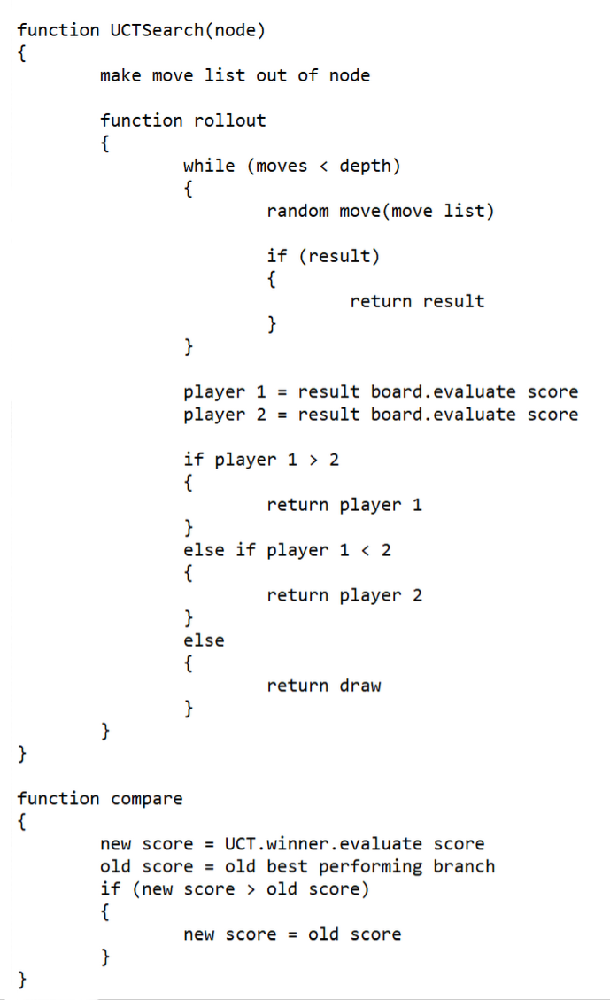 function UCTSearch(node)
{
make move list out of node
function rollout
{
while (moves < depth)
{
random move(move list)
if (result)
{
return result
}
}
player 1 = result board.evaluate score
player 2 = result board.evaluate score
if player 1 > 2
{
return player 1
}
else if player 1 < 2
{
return player 2
}
else
{
return draw
}
}
}
function compare
{
new score = UCT.winner.evaluate score
old score = old best performing branch
if (new score > old score)
{
new score = old score
}
}